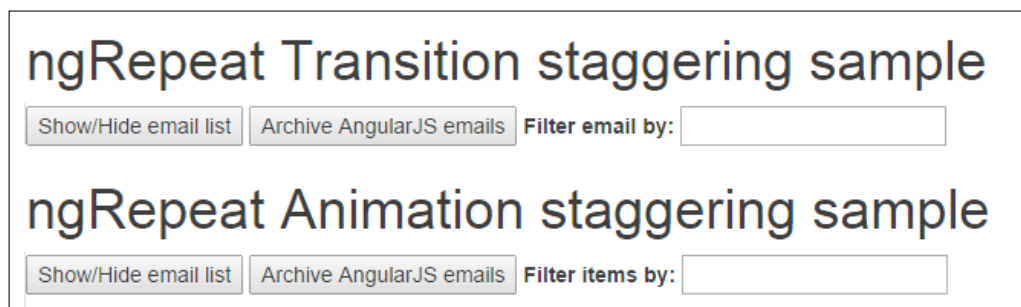 ngRepeat Transition staggering sample
Show/Hide email list Archive AngularJS emails Filter email by:
ngRepeat Animation staggering sample
Show/Hide email list Archive AngularJS emails Filter items by: